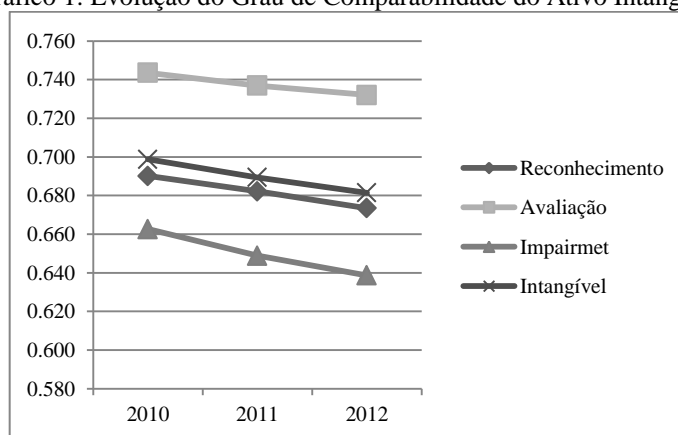 Evolução do Grau de Comparabilidade do Ativo
0.760
0.740
0.720
0.700
0.680
0.660
0.640
0.620
0.600
0.580
2010 2011 2012
Reconhecimento
Avaliação
Impairmet
Intangível